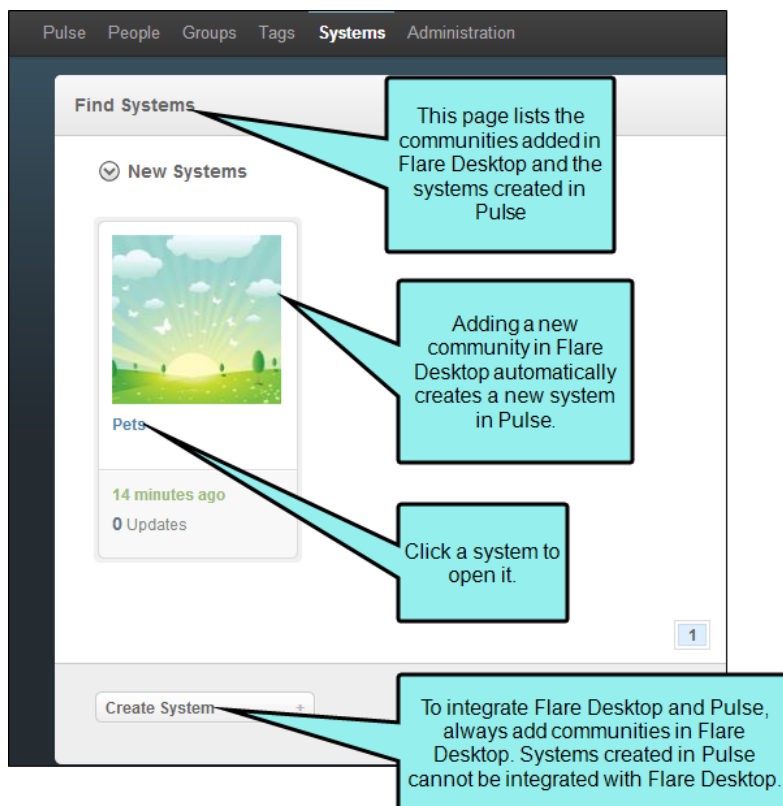 Pulse People Groups Tags Systems Administration
Find Systems
This page lists the
communities added in
Flare Desktop and the
systems created in
Pulse
New Systems
Adding a new
community in Flare
Desktop automatically
creates a new system
in Pulse.
Pets
14 minutes ago
0 Updates
Click a system to
open it.
1
Create System +
To integrate Flare Desktop and Pulse,
always add communities in Flare
Desktop. Systems created in Pulse
cannot be integrated with Flare Desktop.